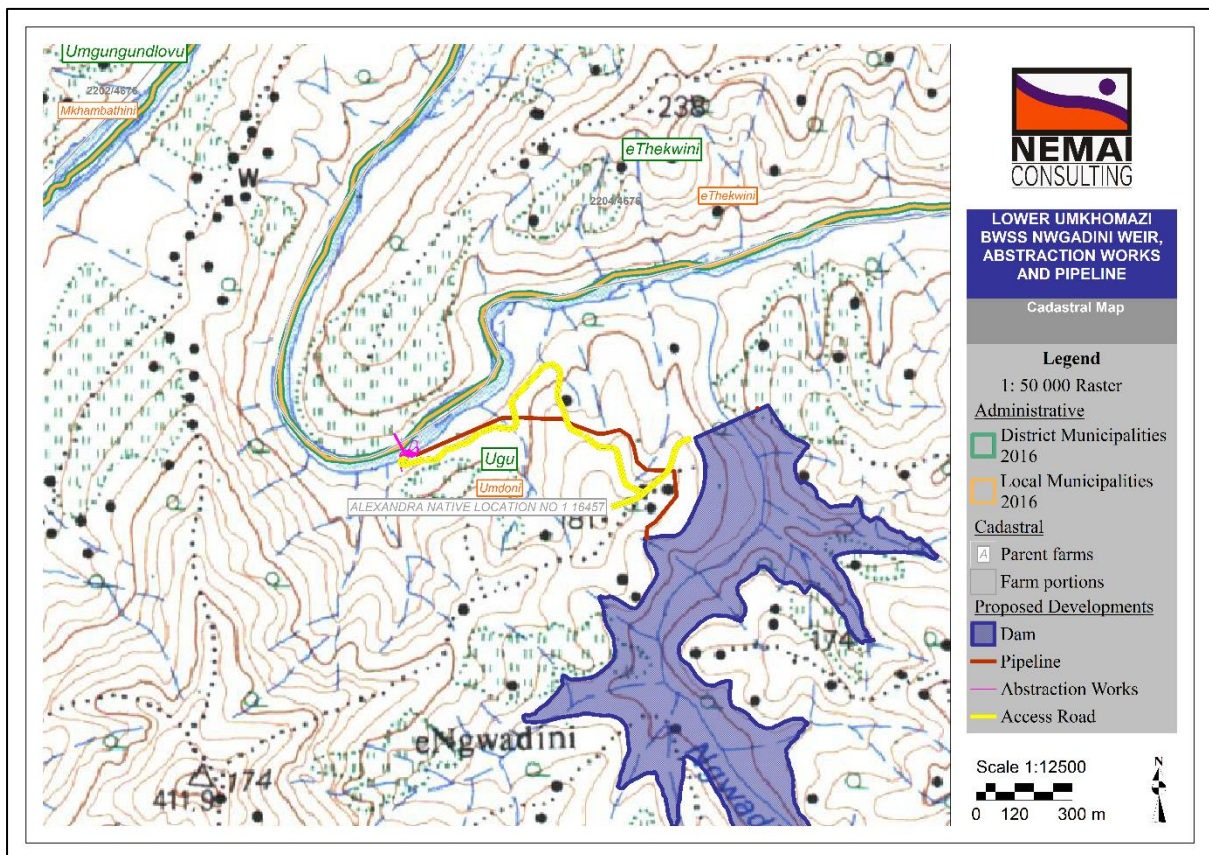 Umgungundlovu
2202/4676
Mkhambathini
238
eThekwini
2204/4676
eThekwini
W
Ugu
Umdoni
ALEXANDRA NATIVE LOCATION NO 1 16457
181
174
eNgwadini
174
411.9
Ngwad
NEMAI
CONSULTING
LOWER UMKHOMAZI
BWSS NWGADINI WEIR,
ABSTRACTION WORKS
AND PIPELINE
Cadastral Map
Legend
1: 50 000 Raster
Administrative
District Municipalities
2016
Local Municipalities
2016
Cadastral
A Parent farms
Farm portions
Proposed Developments
Dam
Pipeline
Abstraction Works
Access Road
Scale 1:12500
0 120 300 m
N